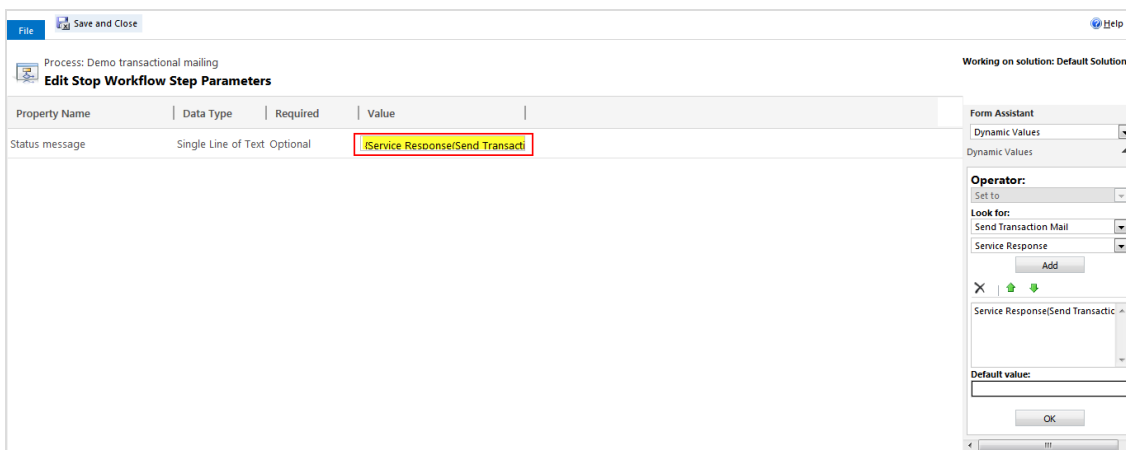 File
Save and Close
Help
Process: Demo transactional mailing
Edit Stop Workflow Step Parameters
Working on solution: Default Solution
Property Name Data Type Required Value
Status message Single Line of Text Optional {Service Response(Send Transacti
Form Assistant
Dynamic Values
Dynamic Values
Operator:
Set to
Look for:
Send Transaction Mail
Service Response
Add
Service Response(Send Transactic
Default value:
OK